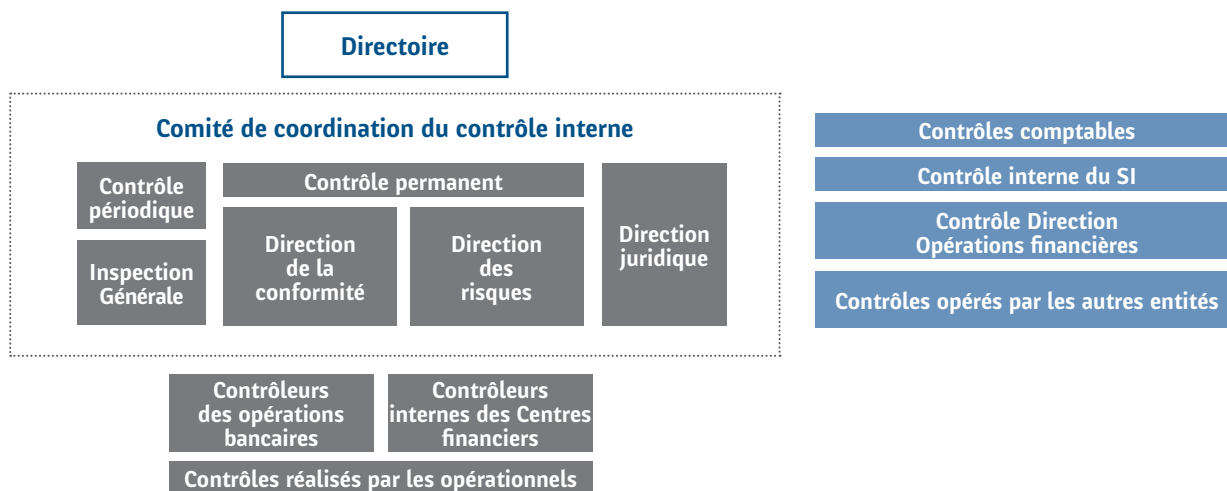 Directoire
Comité de coordination du contrôle interne
Contrôle
périodique
Inspection
Générale
Contrôle permanent
Direction
de la
conformité
Direction
des
risques
Direction
juridique
Contrôleurs
des opérations
bancaires
Contrôleurs
internes des Centres
financiers
Contrôles réalisés par les opérationnels
Contrôles comptables
Contrôle interne du SI
Contrôle Direction
Opérations financières
Contrôles opérés par les autres entités